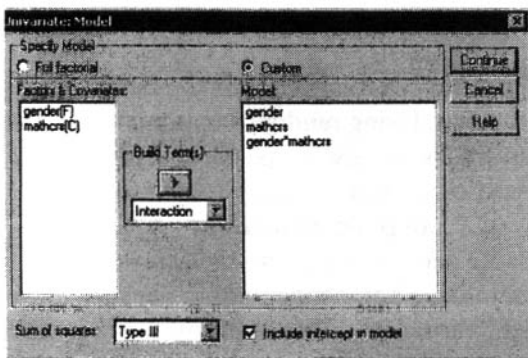 Univariate: Model
Specify Model
Full factorial
Custom
Continue
Cancel
Help
Factors & Covariates:
gender(F)
mathcrs(C)
Build Term(s)
Interaction
Model:
gender
mathcrs
gender*mathcrs
Sum of squares:
Type III
Include intercept in model